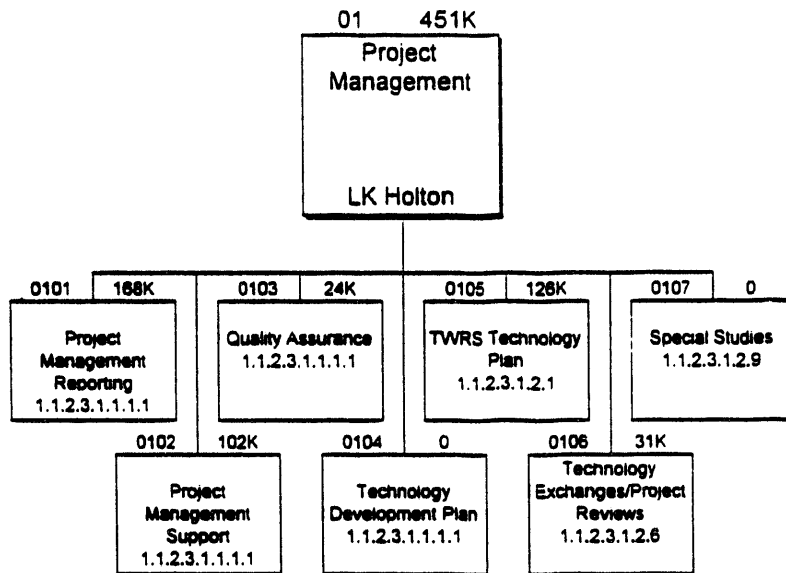 01 451K
Project
Management
LK Holton
0101 168K
Project
Management
Reporting
1.1.2.3.1.1.1.1
0103 24K
Quality Assurance
1.1.2.3.1.1.1.1
0105 126K
TWRS Technology
Plan
1.1.2.3.1.2.1
0107 0
Special Studies
1.1.2.3.1.2.9
0102 102K
Project
Management
Support
1.1.2.3.1.1.1.1
0104 0
Technology
Development Plan
1.1.2.3.1.1.1.1
0106 31K
Technology
Exchanges/Project
Reviews
1.1.2.3.1.2.6